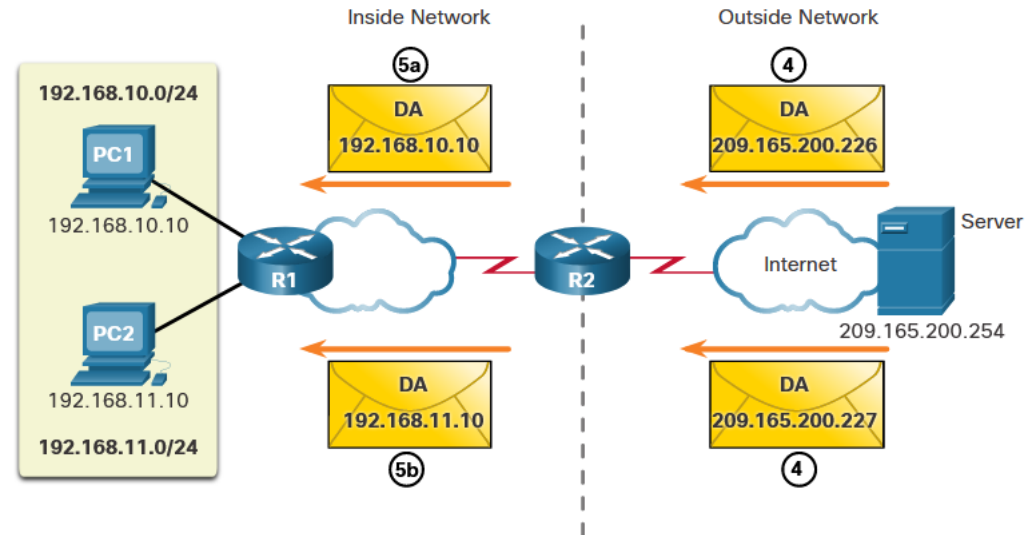 Inside Network
Outside Network
5a
4
192.168.10.0/24
DA
192.168.10.10
DA
209.165.200.226
PC1
192.168.10.10
Server
R1
R2
Internet
PC2
209.165.200.254
192.168.11.10
DA
192.168.11.10
DA
209.165.200.227
192.168.11.0/24
5b
4